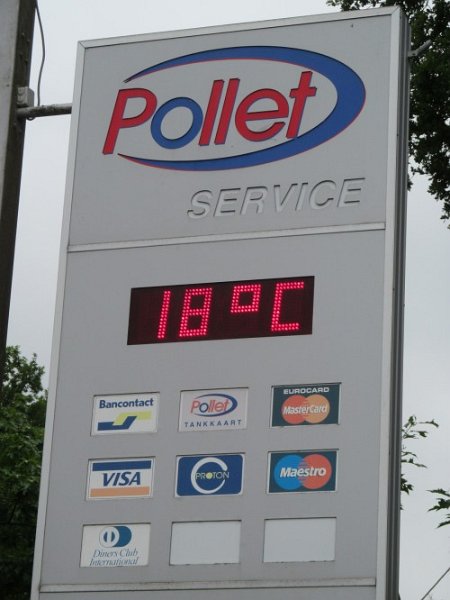 Pollet
SERVICE
18°C
Bancontact
Pollet
TANKKAART
EUROCARD
MasterCard
VISA
PROTON
Maestro
Diners Club
International